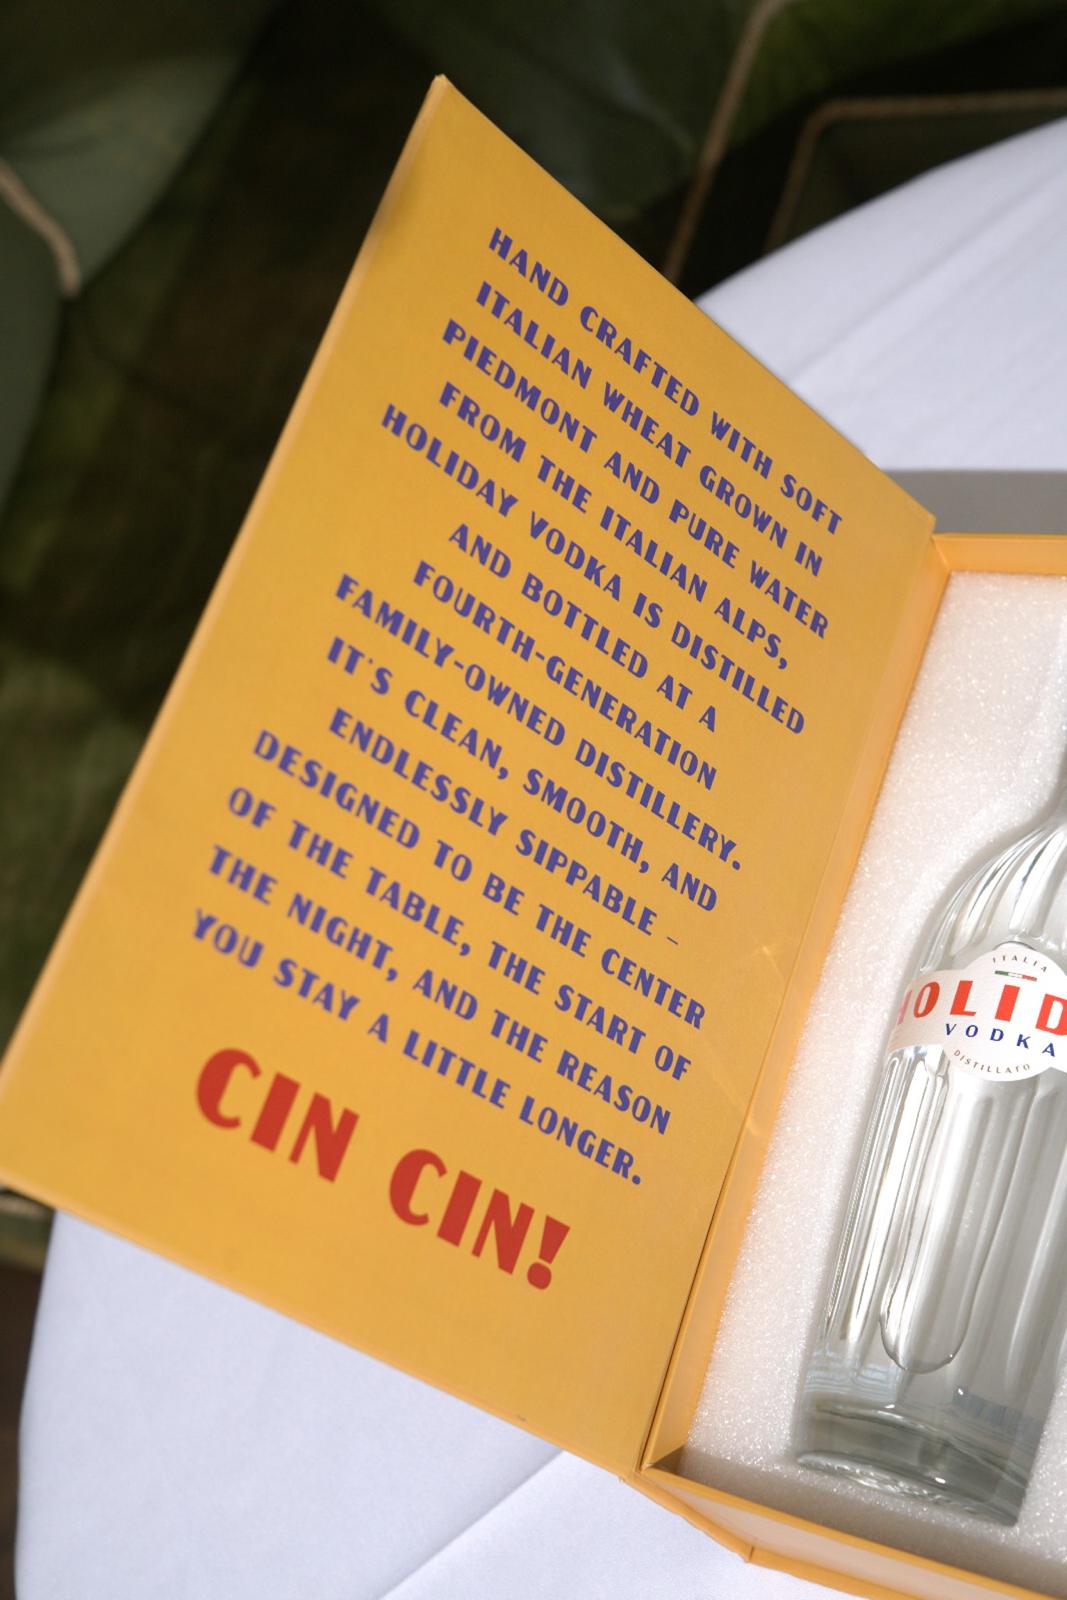 HAND CRAFTED WITH SOFT
ITALIAN WHEAT GROWN IN
PIEDMONT AND PURE WATER
FROM THE ITALIAN ALPS,
HOLIDAY VODKA IS DISTILLED
AND BOTTLED AT A
FOURTH-GENERATION
FAMILY-OWNED DISTILLERY.
IT'S CLEAN, SMOOTH, AND
ENDLESSLY SIPPABLE –
DESIGNED TO BE THE CENTER
OF THE TABLE, THE START OF
THE NIGHT, AND THE REASON
YOU STAY A LITTLE LONGER.
CIN CIN!
ITALIA
HOLID
VODKA
DISTILLATO